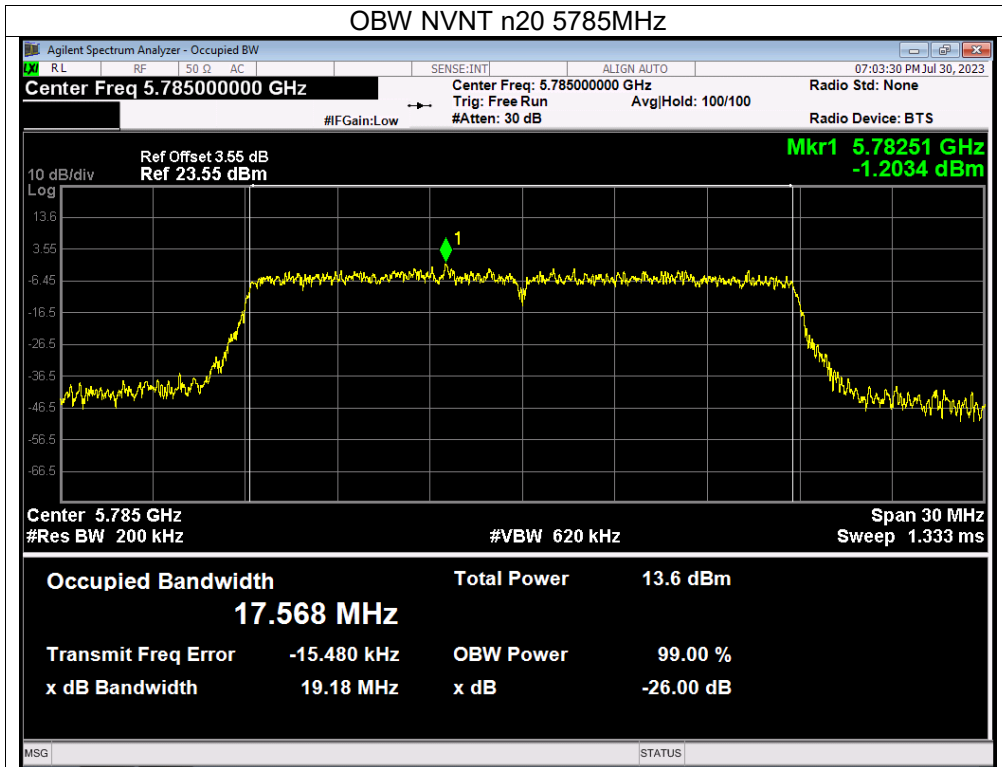 OBW NVNT n20 5785MHz
Agilent Spectrum Analyzer - Occupied BW
LXI RL RF 50 Ω AC SENSE:INT ALIGN AUTO 07:03:30 PM Jul 30, 2023
Center Freq 5.785000000 GHz Center Freq: 5.785000000 GHz Radio Std: None
Trig: Free Run Avg|Hold: 100/100
#IFGain:Low #Atten: 30 dB Radio Device: BTS
Mkr1 5.78251 GHz
-1.2034 dBm
Ref Offset 3.55 dB
10 dB/div Ref 23.55 dBm
Log
13.6
1
3.55
-6.45
-16.5
-26.5
-36.5
-46.5
-56.5
-66.5
Center 5.785 GHz Span 30 MHz
#Res BW 200 kHz #VBW 620 kHz Sweep 1.333 ms
Occupied Bandwidth Total Power 13.6 dBm
17.568 MHz
Transmit Freq Error -15.480 kHz OBW Power 99.00 %
x dB Bandwidth 19.18 MHz x dB -26.00 dB
MSG STATUS